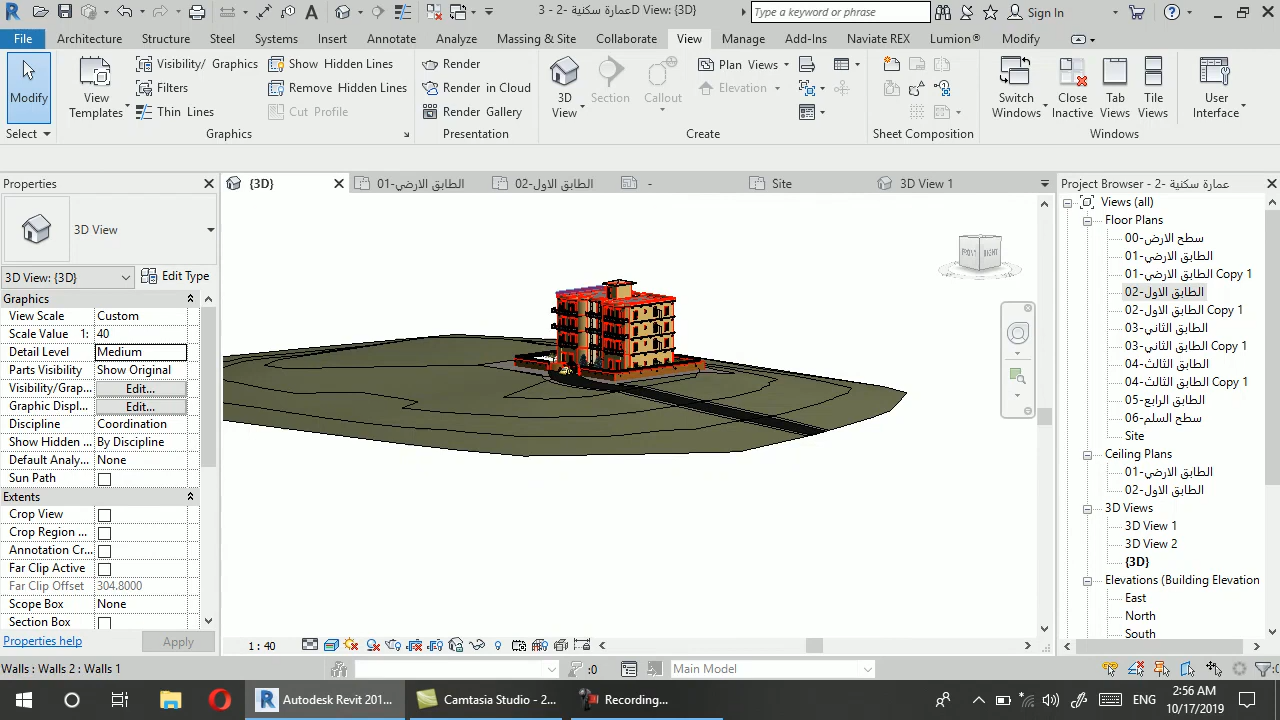 عمارة سكنية -2 - 3D View: {3D}
Type a keyword or phrase
Sign In
File Architecture Structure Steel Systems Insert Annotate Analyze Massing & Site Collaborate View Manage Add-Ins Naviate REX Lumion® Modify
Modify
Select
View Templates
Visibility/ Graphics
Filters
Thin Lines
Show Hidden Lines
Remove Hidden Lines
Cut Profile
Graphics
Render
Render in Cloud
Render Gallery
Presentation
3D View
Section
Callout
Plan Views
Elevation
Create
Sheet Composition
Switch Windows
Close Inactive
Tab Views
Tile Views
Windows
User Interface
Properties
{3D}
01-الطابق الارضي
02-الطابق الاول
-
Site
3D View 1
Project Browser - عمارة سكنية -2
3D View
3D View: {3D}
Edit Type
Graphics
View Scale Custom
Scale Value 1: 40
Detail Level Medium
Parts Visibility Show Original
Visibility/Grap... Edit...
Graphic Displ... Edit...
Discipline Coordination
Show Hidden ... By Discipline
Default Analy... None
Sun Path
Extents
Crop View
Crop Region ...
Annotation Cr...
Far Clip Active
Far Clip Offset 304.8000
Scope Box None
Section Box
Properties help
Apply
FRONT RIGHT
Views (all)
Floor Plans
00-سطح الارض
01-الطابق الارضي
01-الطابق الارضي Copy 1
02-الطابق الاول
02-الطابق الاول Copy 1
03-الطابق الثاني
03-الطابق الثاني Copy 1
04-الطابق الثالث
04-الطابق الثالث Copy 1
05-الطابق الرابع
06-سطح السلم
Site
Ceiling Plans
01-الطابق الارضي
02-الطابق الاول
3D Views
3D View 1
3D View 2
{3D}
Elevations (Building Elevation
East
North
South
1 : 40
Walls : Walls 2 : Walls 1
:0
Main Model
:0
Autodesk Revit 201...
Camtasia Studio - 2...
Recording...
ENG
2:56 AM
10/17/2019